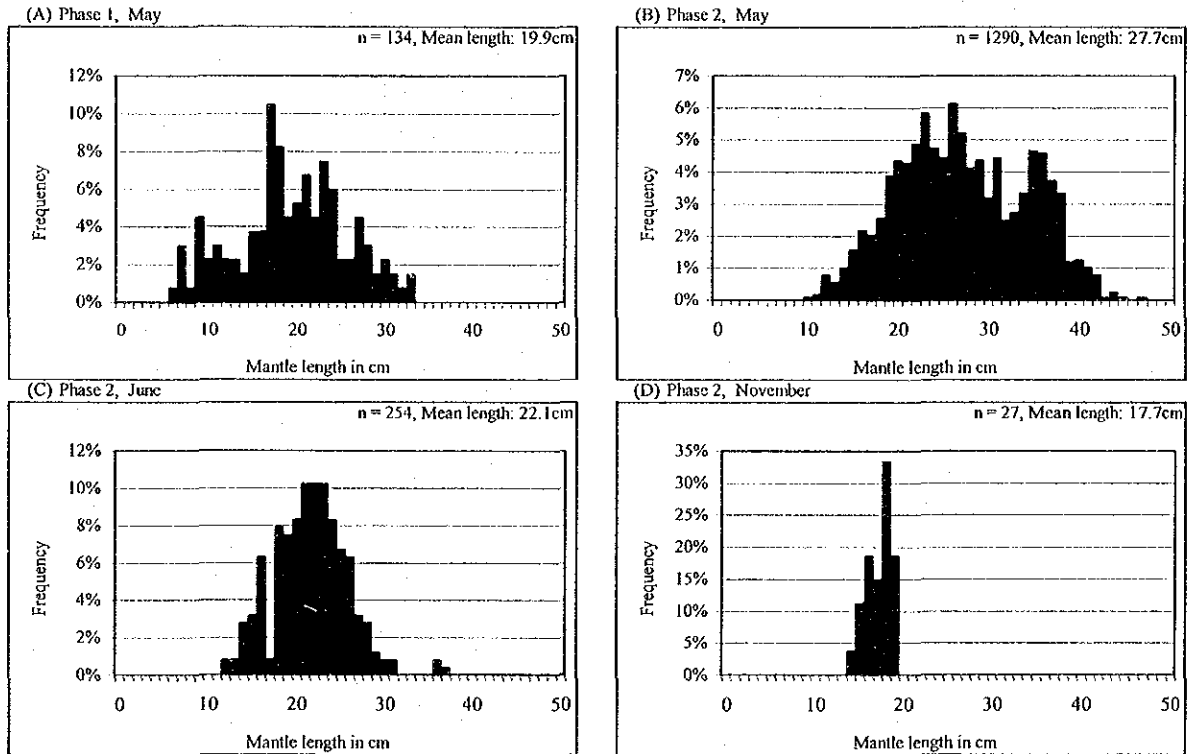 (A) Phase 1, May
n = 134, Mean length: 19.9cm
12%
10%
8%
6%
4%
2%
0%
Frequency
0 10 20 30 40 50
Mantle length in cm
(B) Phase 2, May
n = 1290, Mean length: 27.7cm
7%
6%
5%
4%
3%
2%
1%
0%
Frequency
0 10 20 30 40 50
Mantle length in cm
(C) Phase 2, June
n = 254, Mean length: 22.1cm
12%
10%
8%
6%
4%
2%
0%
Frequency
0 10 20 30 40 50
Mantle length in cm
(D) Phase 2, November
n = 27, Mean length: 17.7cm
35%
30%
25%
20%
15%
10%
5%
0%
Frequency
0 10 20 30 40 50
Mantle length in cm